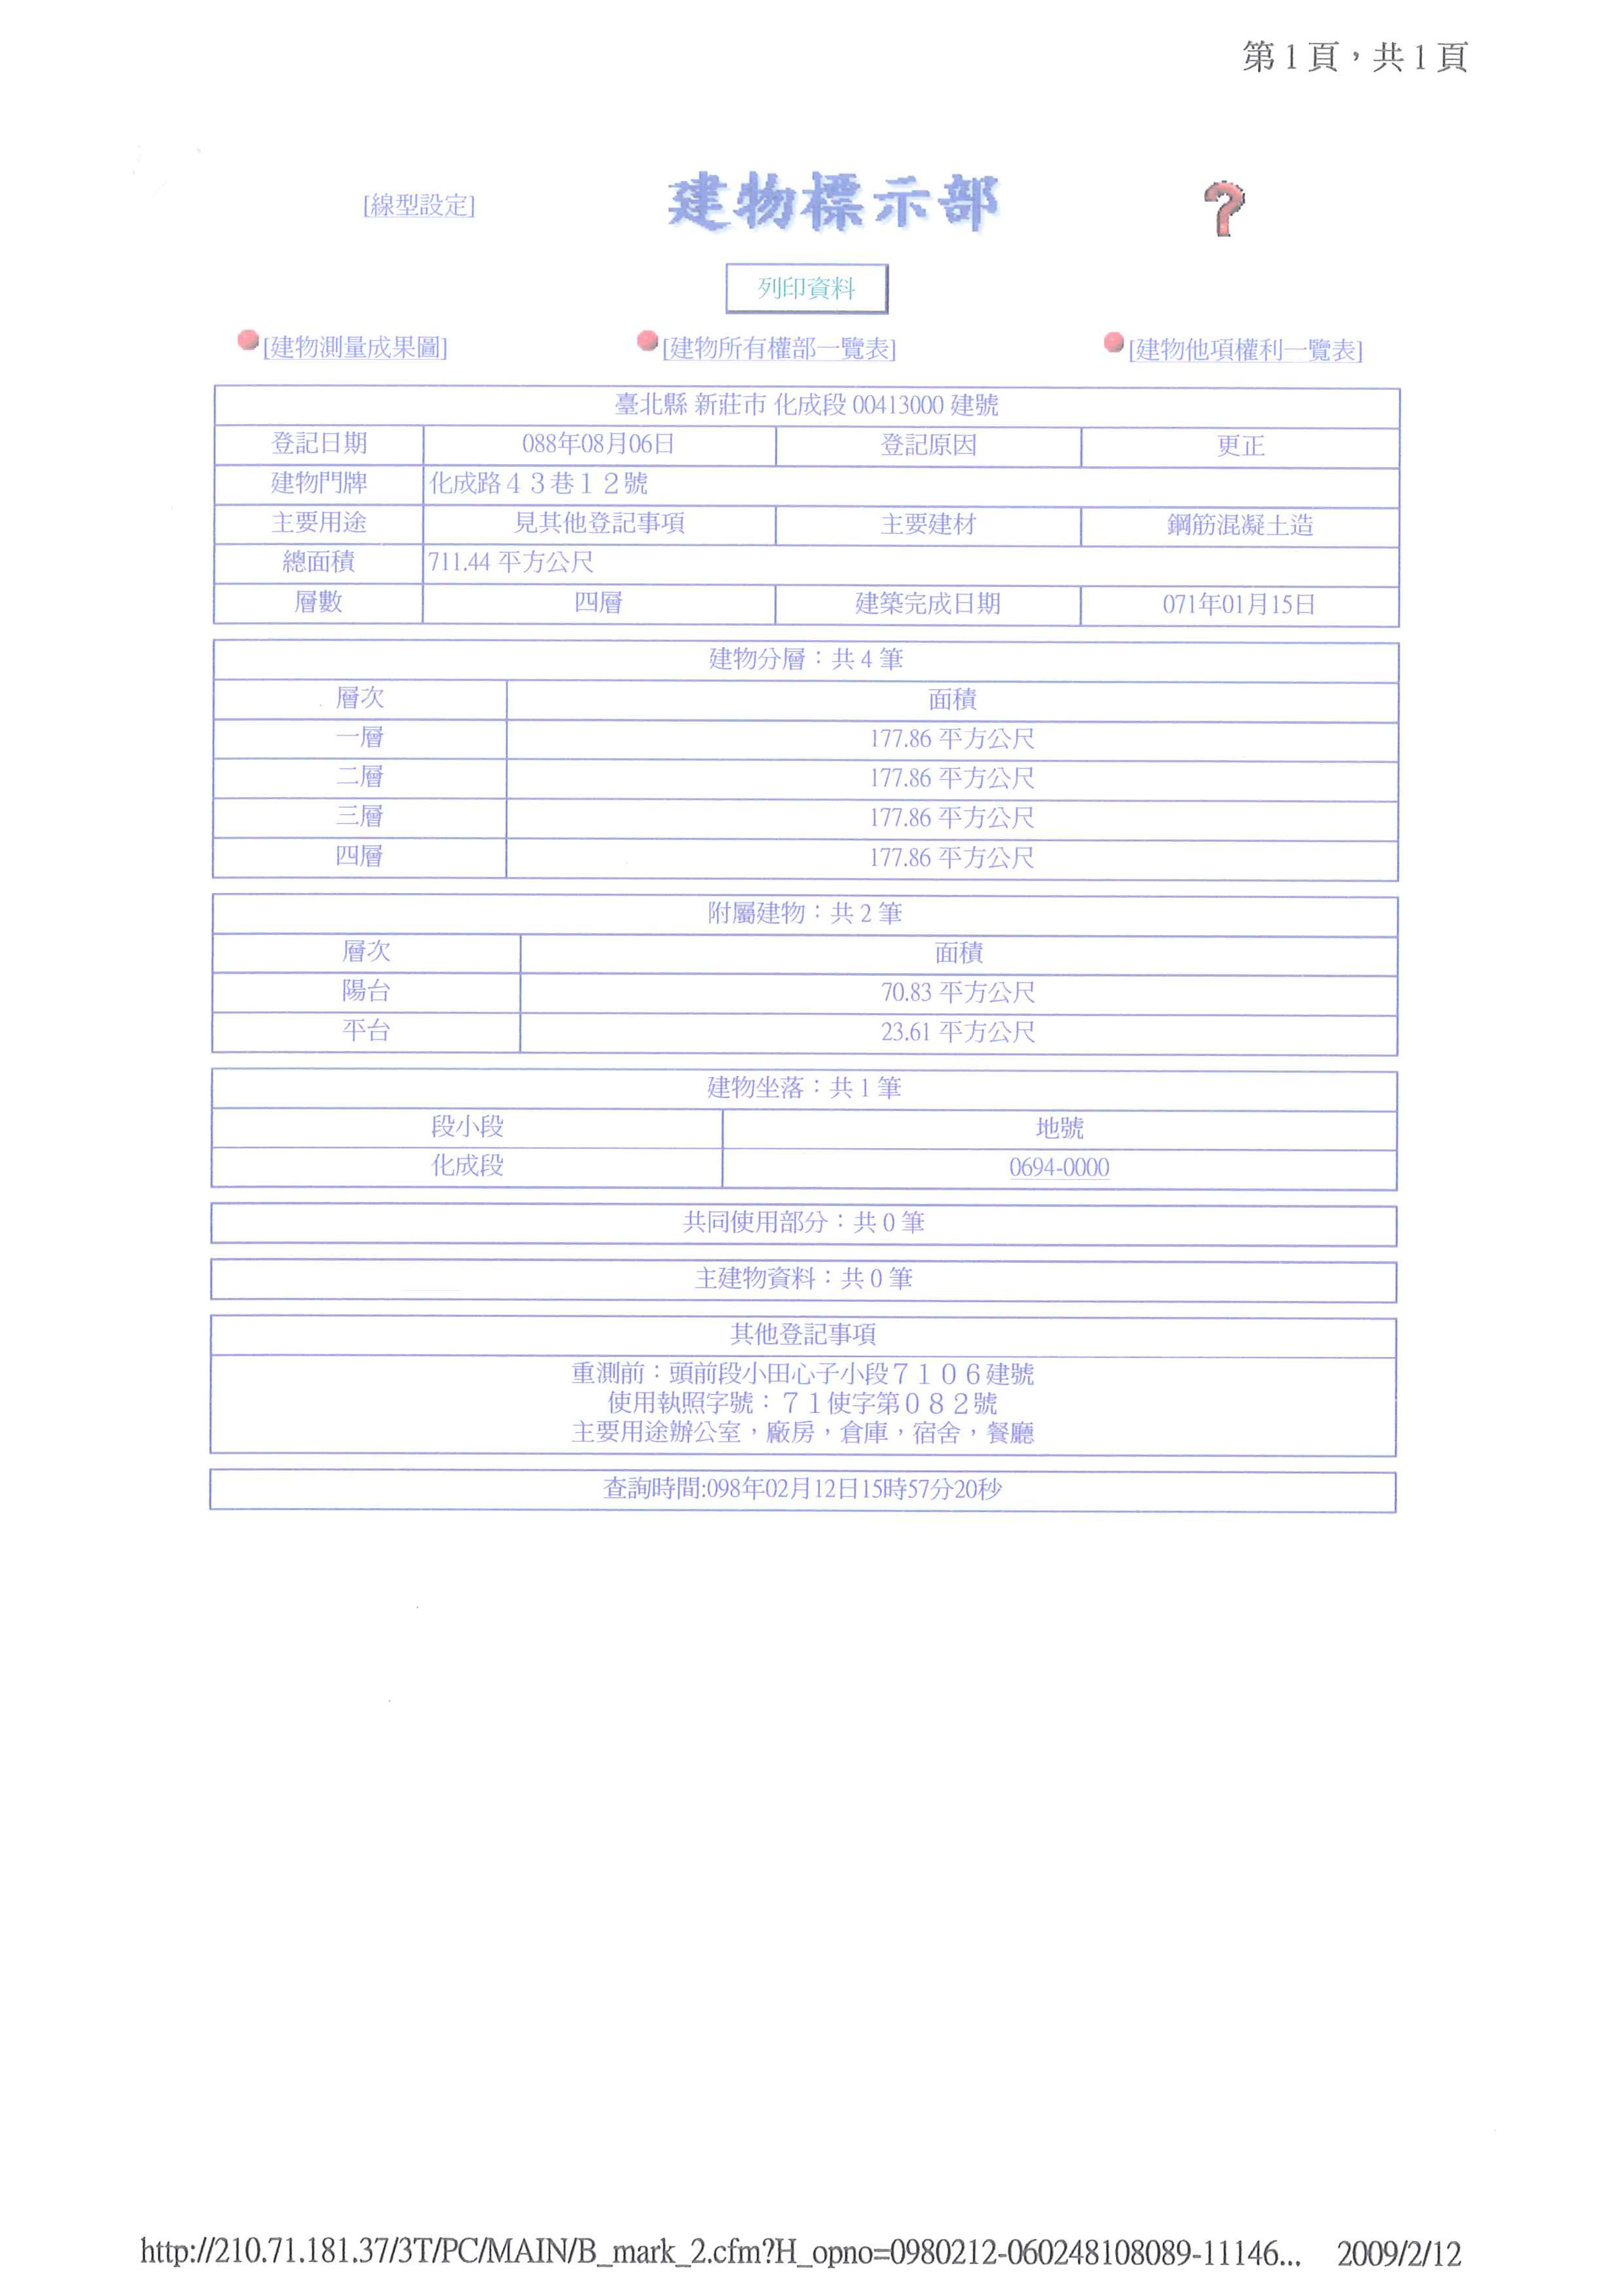 第1頁，共1頁
[線型設定]
建物標示部
列印資料
[建物測量成果圖] [建物所有權部一覽表] [建物他項權利一覽表]
臺北縣 新莊市 化成段 00413000 建號
登記日期 088年08月06日 登記原因 更正
建物門牌 化成路４３巷１２號
主要用途 見其他登記事項 主要建材 鋼筋混凝土造
總面積 711.44 平方公尺
層數 四層 建築完成日期 071年01月15日
建物分層：共 4 筆
層次 面積
一層 177.86 平方公尺
二層 177.86 平方公尺
三層 177.86 平方公尺
四層 177.86 平方公尺
附屬建物：共 2 筆
層次 面積
陽台 70.83 平方公尺
平台 23.61 平方公尺
建物坐落：共 1 筆
段小段 地號
化成段 0694-0000
共同使用部分：共 0 筆
主建物資料：共 0 筆
其他登記事項
重測前：頭前段小田心子小段７１０６建號
使用執照字號：７１使字第０８２號
主要用途辦公室，廠房，倉庫，宿舍，餐廳
查詢時間:098年02月12日15時57分20秒
http://210.71.181.37/3T/PC/MAIN/B_mark_2.cfm?H_opno=0980212-060248108089-11146... 2009/2/12